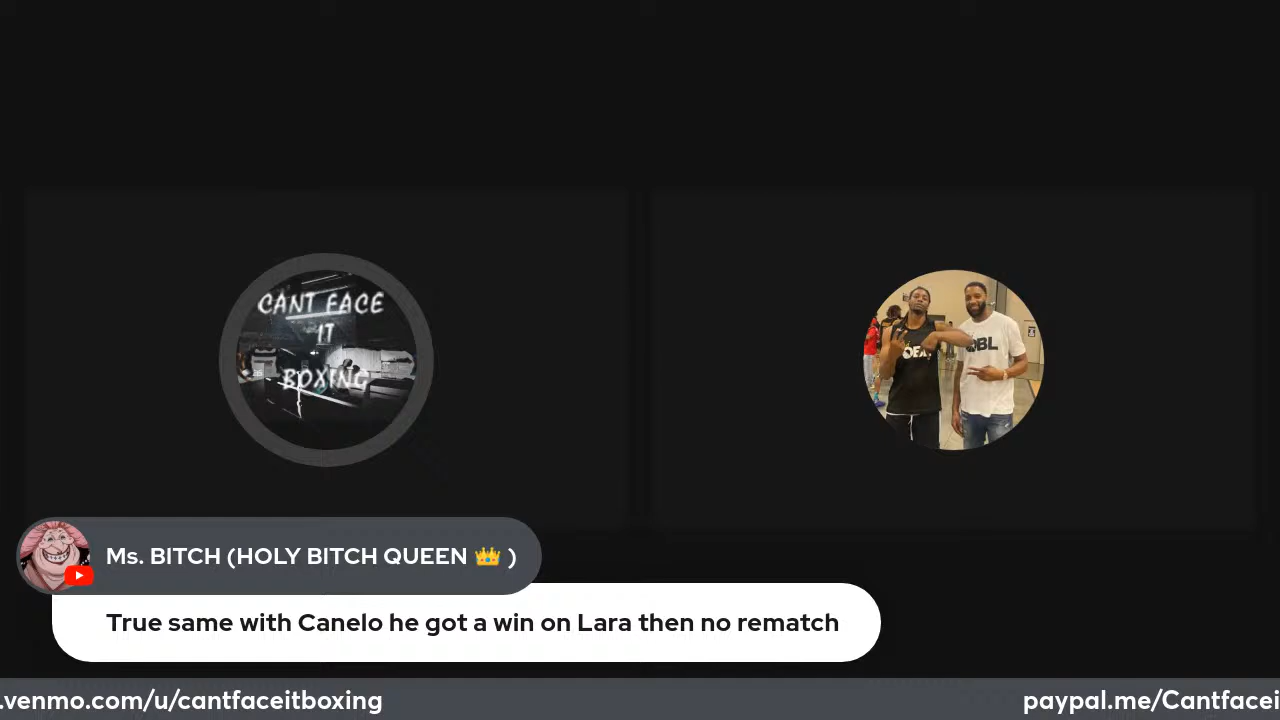 CANT FACE
IT
BOXING
QBL
Ms. BITCH (HOLY BITCH QUEEN 👑 )
True same with Canelo he got a win on Lara then no rematch
.venmo.com/u/cantfaceitboxing
paypal.me/Cantfacei